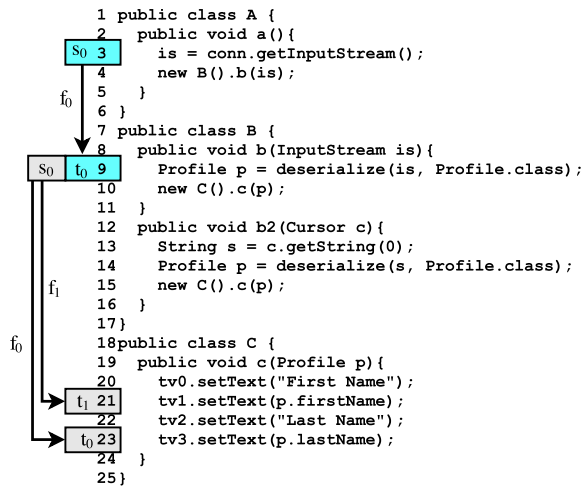 1 public class A {
2 public void a(){
s0 3 is = conn.getInputStream();
4 new B().b(is);
f0
5 }
6 }
7 public class B {
8 public void b(InputStream is){
s0 t0 9 Profile p = deserialize(is, Profile.class);
10 new C().c(p);
11 }
12 public void b2(Cursor c){
13 String s = c.getString(0);
14 Profile p = deserialize(s, Profile.class);
f1
15 new C().c(p);
16 }
17}
f0
18public class C {
19 public void c(Profile p){
20 tv0.setText("First Name");
t1 21 tv1.setText(p.firstName);
22 tv2.setText("Last Name");
t0 23 tv3.setText(p.lastName);
24 }
25}